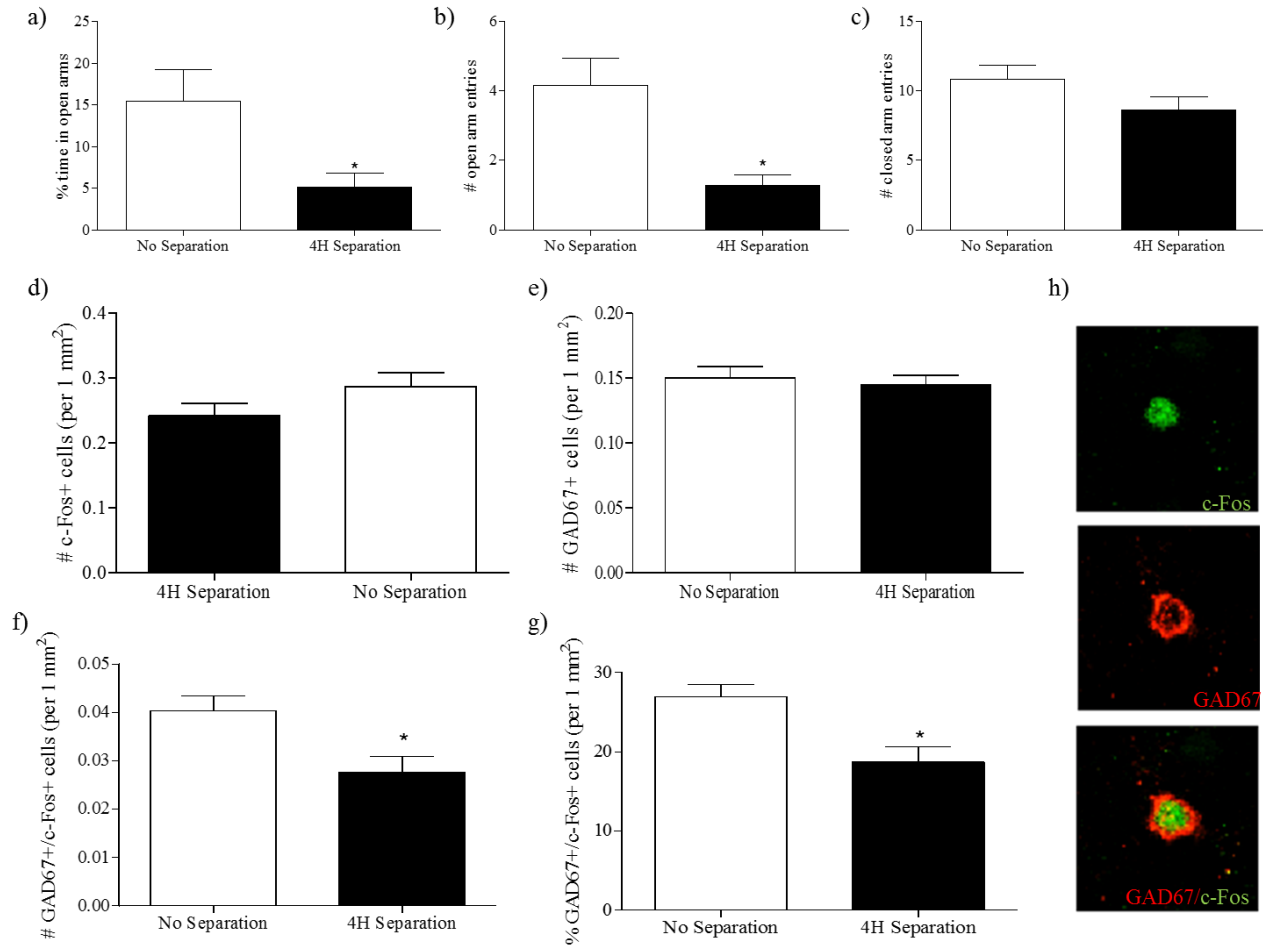 a)
% time in open arms
25
20
15
10
5
0
*
No Separation
4H Separation
b)
# open arm entries
6
4
2
0
*
No Separation
4H Separation
c)
# closed arm entries
15
10
5
0
No Separation
4H Separation
d)
# c-Fos+ cells (per 1 mm²)
0.4
0.3
0.2
0.1
0.0
4H Separation
No Separation
e)
# GAD67+ cells (per 1 mm²)
0.20
0.15
0.10
0.05
0.00
No Separation
4H Separation
f)
# GAD67+/c-Fos+ cells (per 1 mm²)
0.05
0.04
0.03
0.02
0.01
0.00
*
No Separation
4H Separation
g)
% GAD67+/c-Fos+ cells (per 1 mm²)
30
20
10
0
*
No Separation
4H Separation
h)
c-Fos
GAD67
GAD67/c-Fos